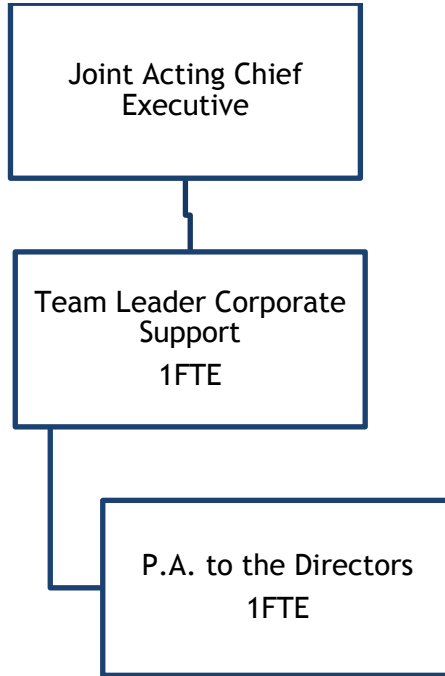 Joint Acting Chief
Executive
Team Leader Corporate
Support
1FTE
P.A. to the Directors
1FTE